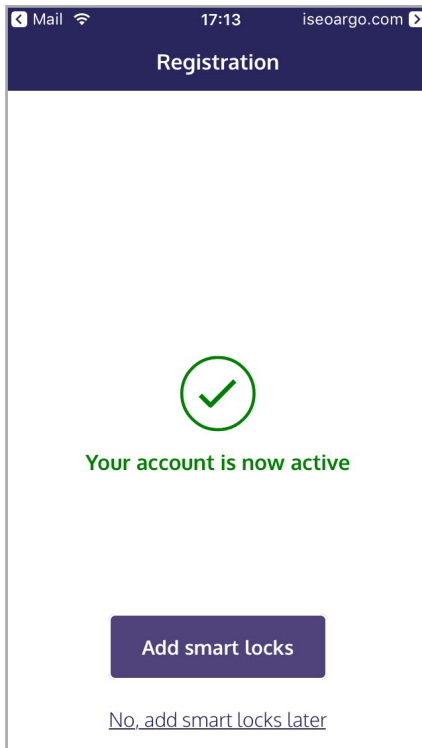 Mail 17:13 iseoargo.com
Registration
Your account is now active
Add smart locks
No, add smart locks later